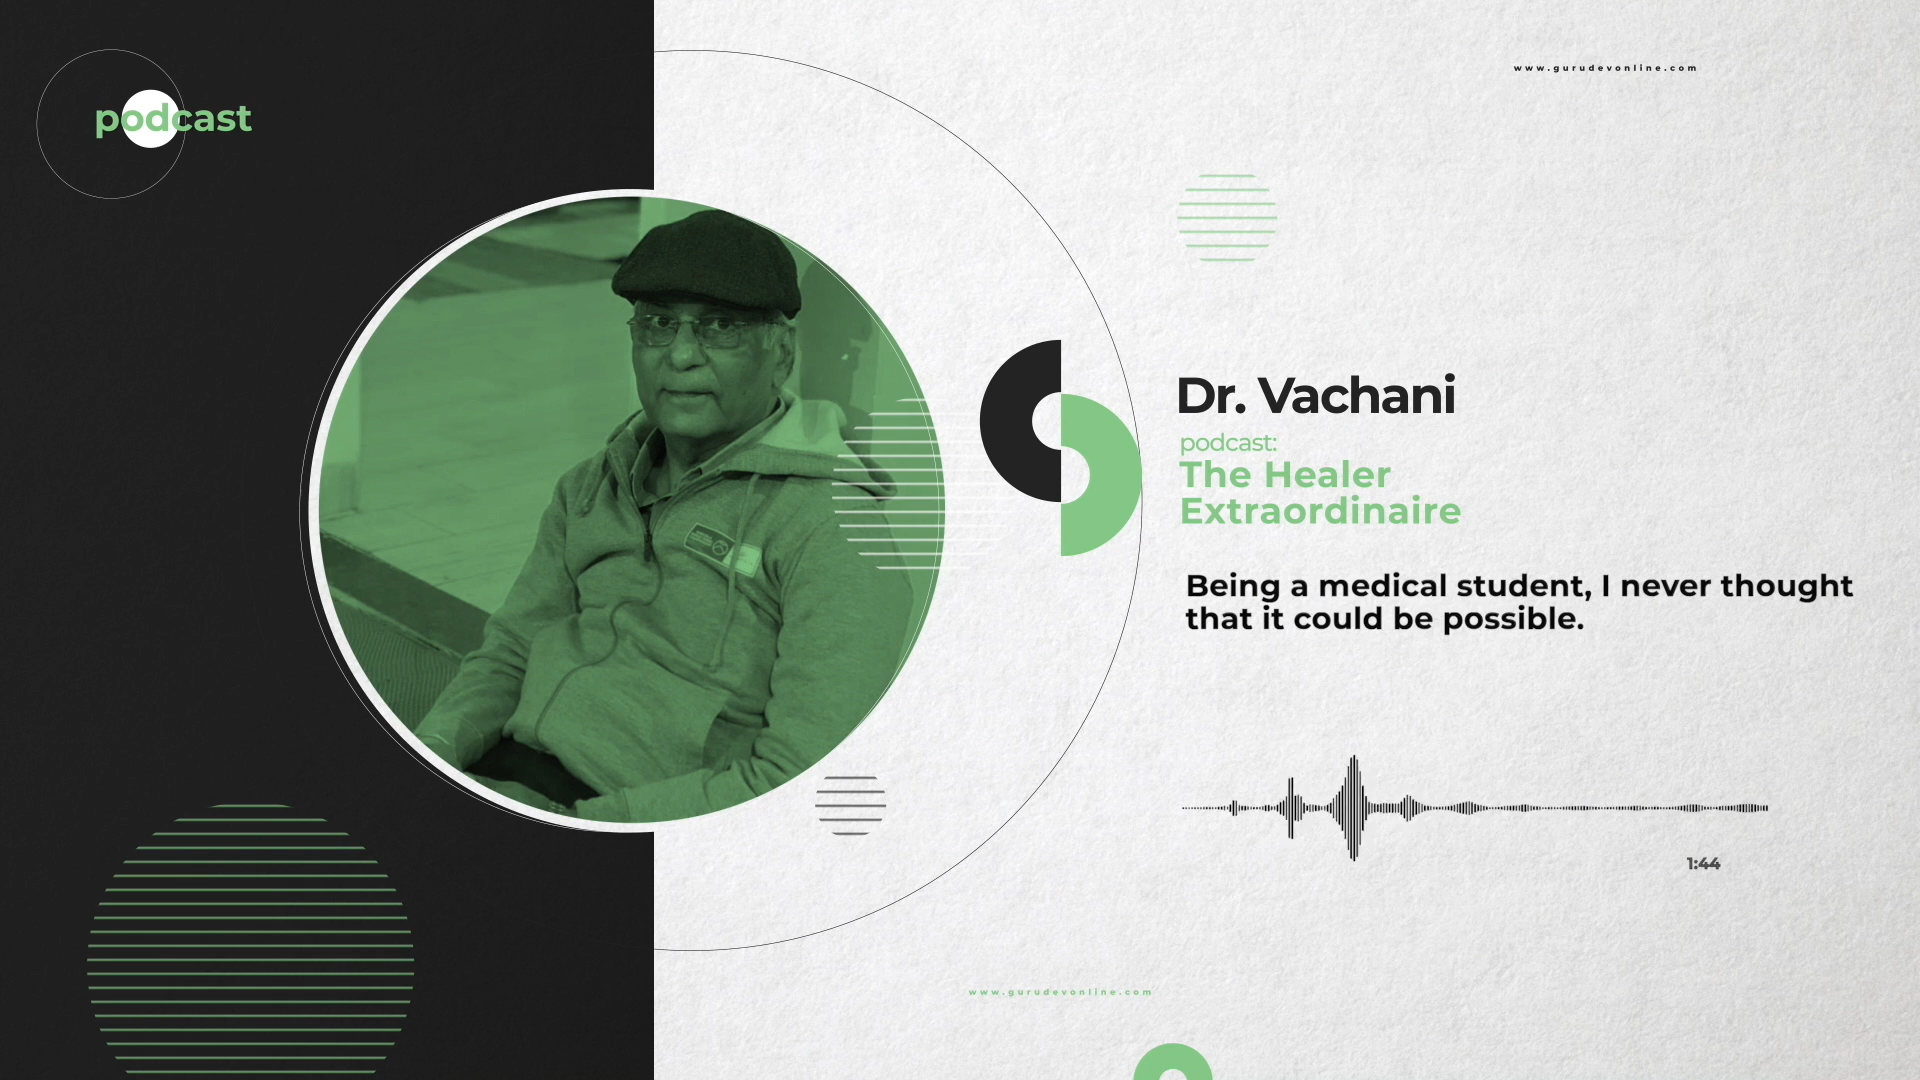 podcast
www.gurudevonline.com
Dr. Vachani
podcast:
The Healer
Extraordinaire
Being a medical student, I never thought
that it could be possible.
1:44
www.gurudevonline.com